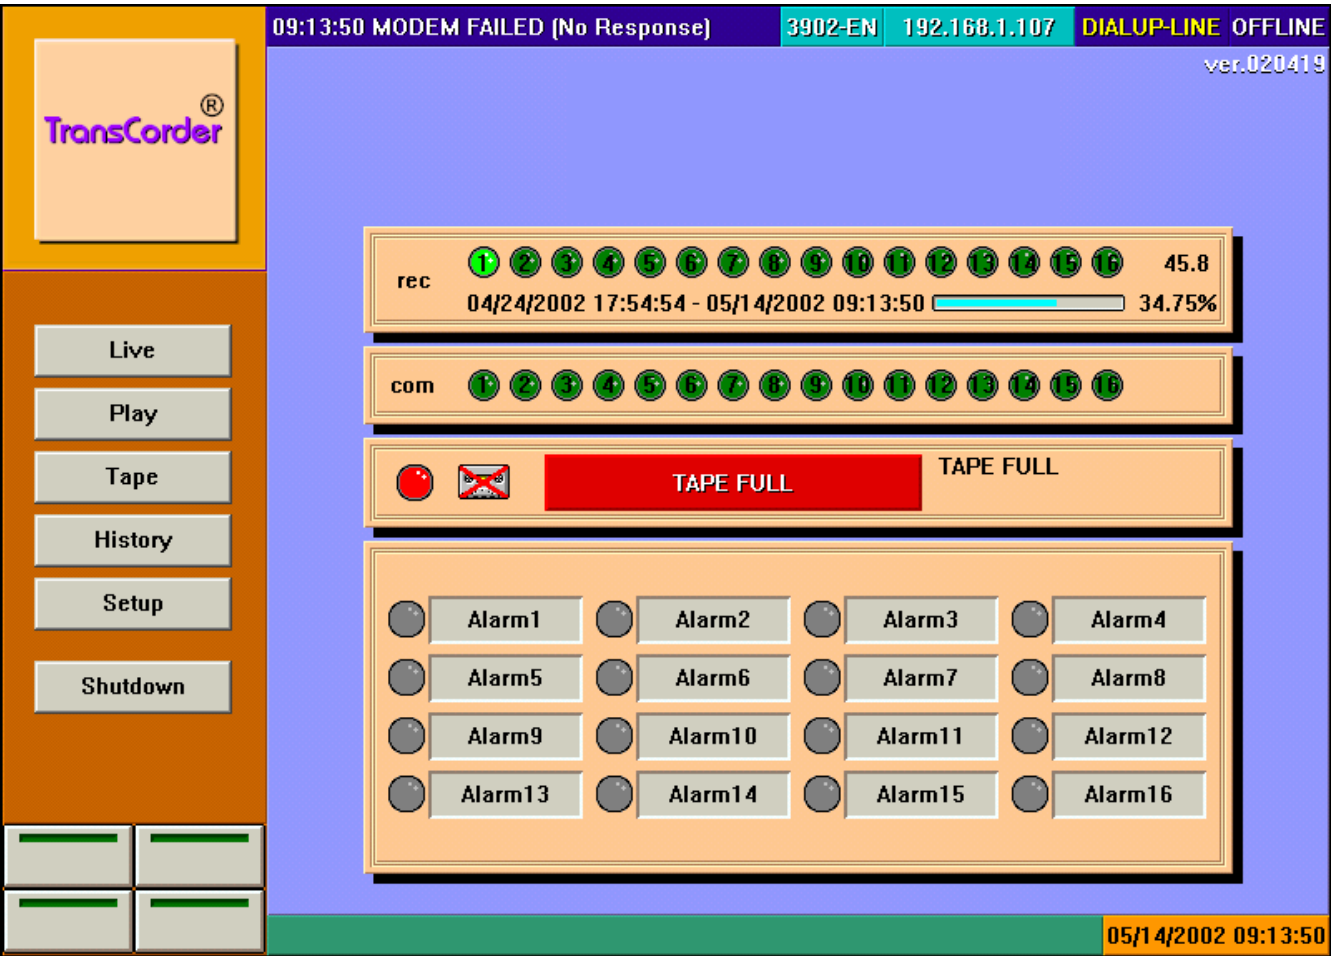 09:13:50 MODEM FAILED (No Response) 3902-EN 192.168.1.107 DIALUP-LINE OFFLINE
ver.020419
TransCorder®
rec 1 2 3 4 5 6 7 8 9 10 11 12 13 14 15 16 45.8
04/24/2002 17:54:54 - 05/14/2002 09:13:50 34.75%
Live
com 1 2 3 4 5 6 7 8 9 10 11 12 13 14 15 16
Play
Tape
TAPE FULL TAPE FULL
History
Setup
Shutdown
Alarm1 Alarm2 Alarm3 Alarm4
Alarm5 Alarm6 Alarm7 Alarm8
Alarm9 Alarm10 Alarm11 Alarm12
Alarm13 Alarm14 Alarm15 Alarm16
05/14/2002 09:13:50